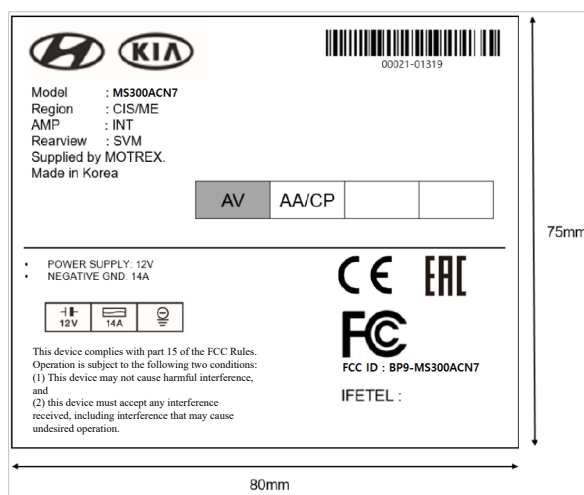 HYUNDAI KIA
00021-01319
Model : MS300ACN7
Region : CIS/ME
AMP : INT
Rearview : SVM
Supplied by MOTREX.
Made in Korea
AV AA/CP
75mm
• POWER SUPPLY: 12V
• NEGATIVE GND: 14A
12V 14A
CE EAC
FC
FCC ID : BP9-MS300ACN7
IFETEL :
This device complies with part 15 of the FCC Rules.
Operation is subject to the following two conditions:
(1) This device may not cause harmful interference,
and
(2) this device must accept any interference
received, including interference that may cause
undesired operation.
80mm